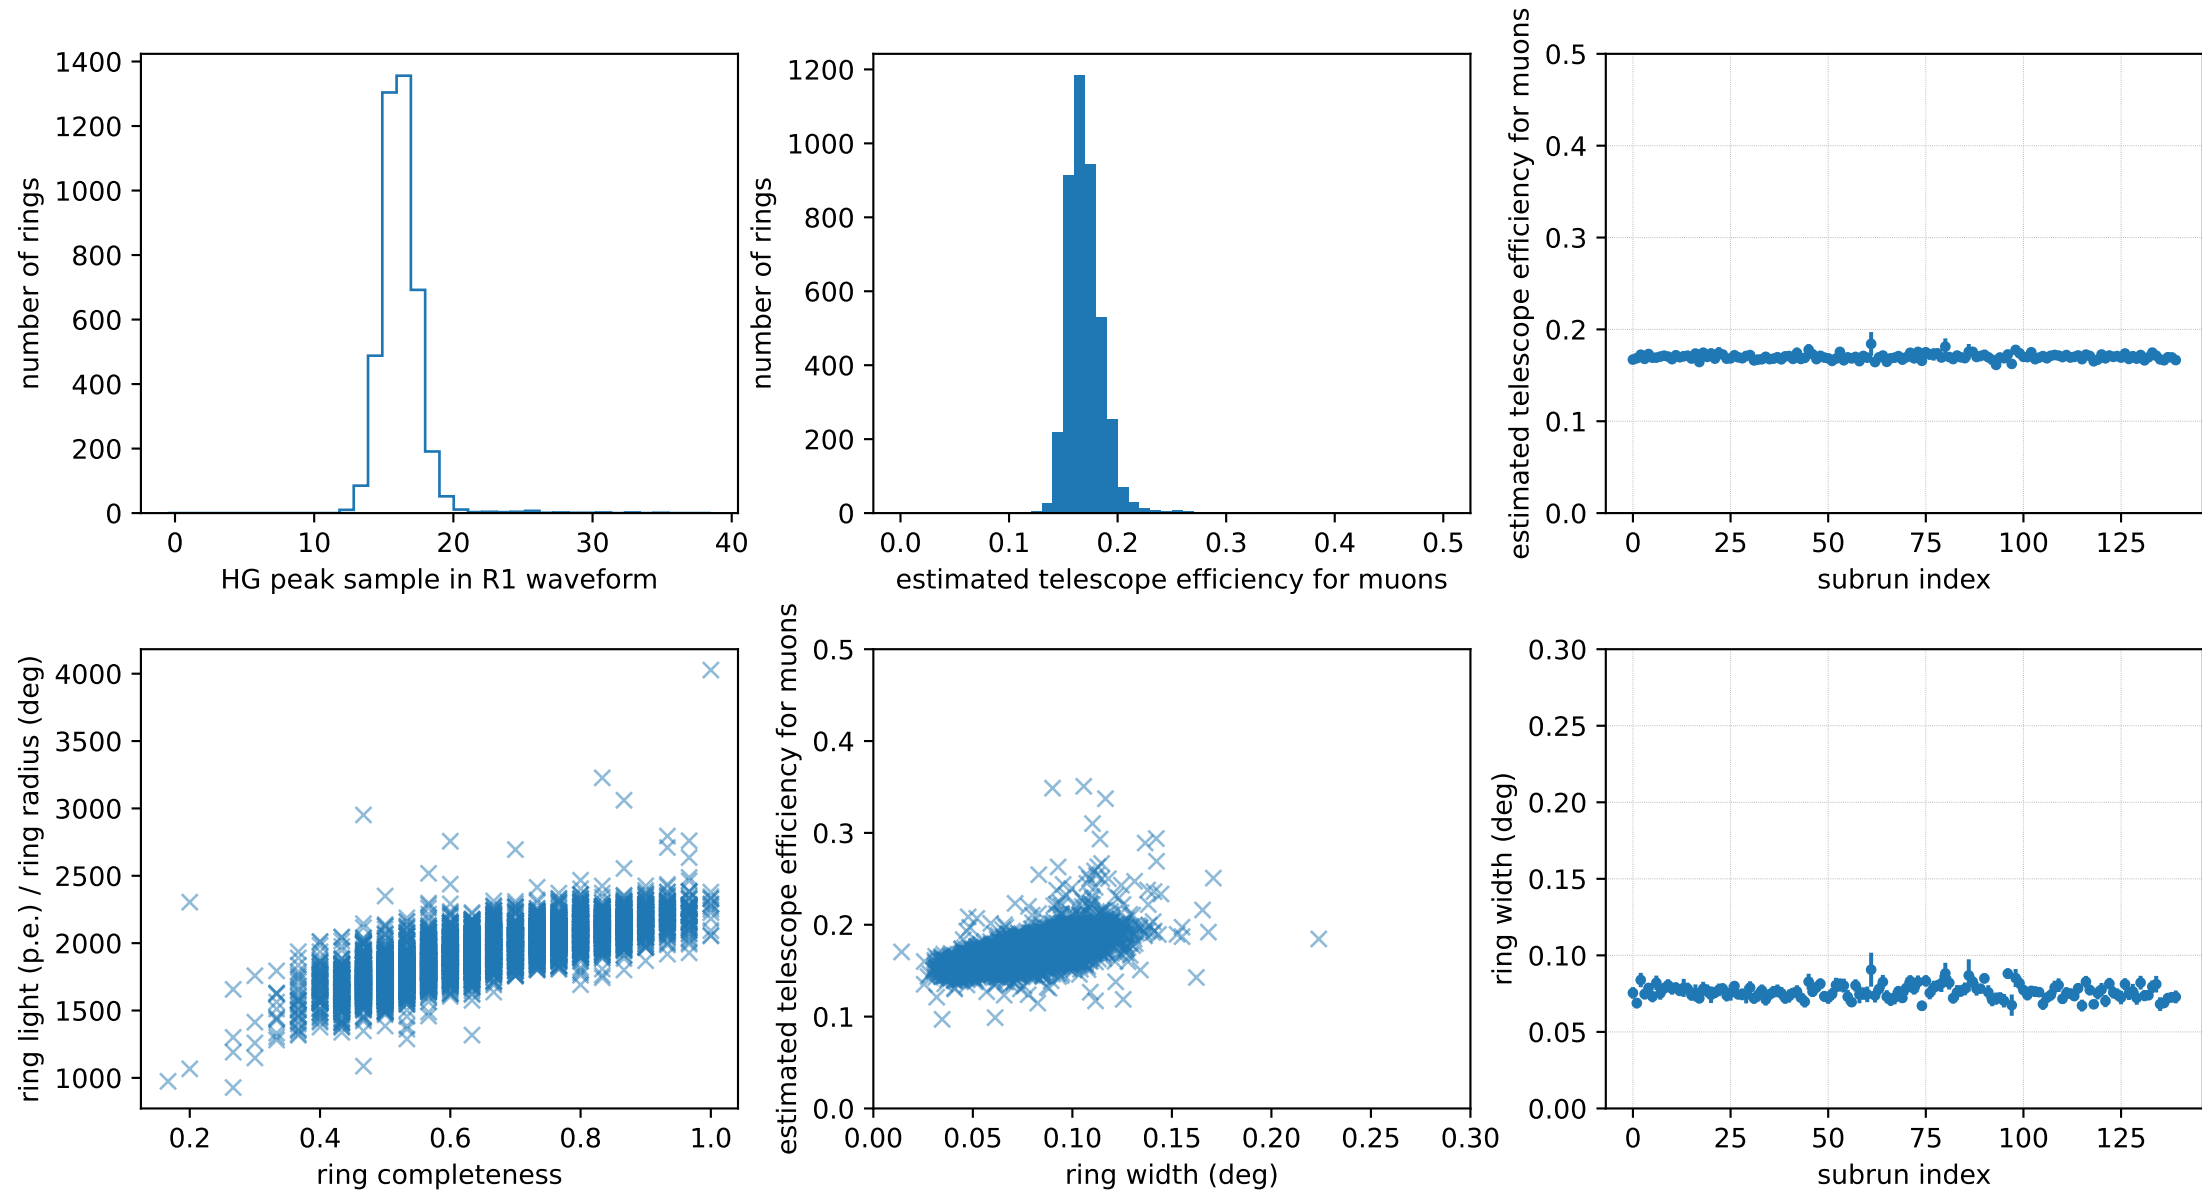 number of rings
1400
1200
1000
800
600
400
200
0
0 10 20 30 40
HG peak sample in R1 waveform
number of rings
1200
1000
800
600
400
200
0
0.0 0.1 0.2 0.3 0.4 0.5
estimated telescope efficiency for muons
estimated telescope efficiency for muons
0.5
0.4
0.3
0.2
0.1
0.0
0 25 50 75 100 125
subrun index
ring light (p.e.) / ring radius (deg)
4000
3500
3000
2500
2000
1500
1000
0.2 0.4 0.6 0.8 1.0
ring completeness
estimated telescope efficiency for muons
0.5
0.4
0.3
0.2
0.1
0.0
0.00 0.05 0.10 0.15 0.20 0.25 0.30
ring width (deg)
ring width (deg)
0.30
0.25
0.20
0.15
0.10
0.05
0.00
0 25 50 75 100 125
subrun index